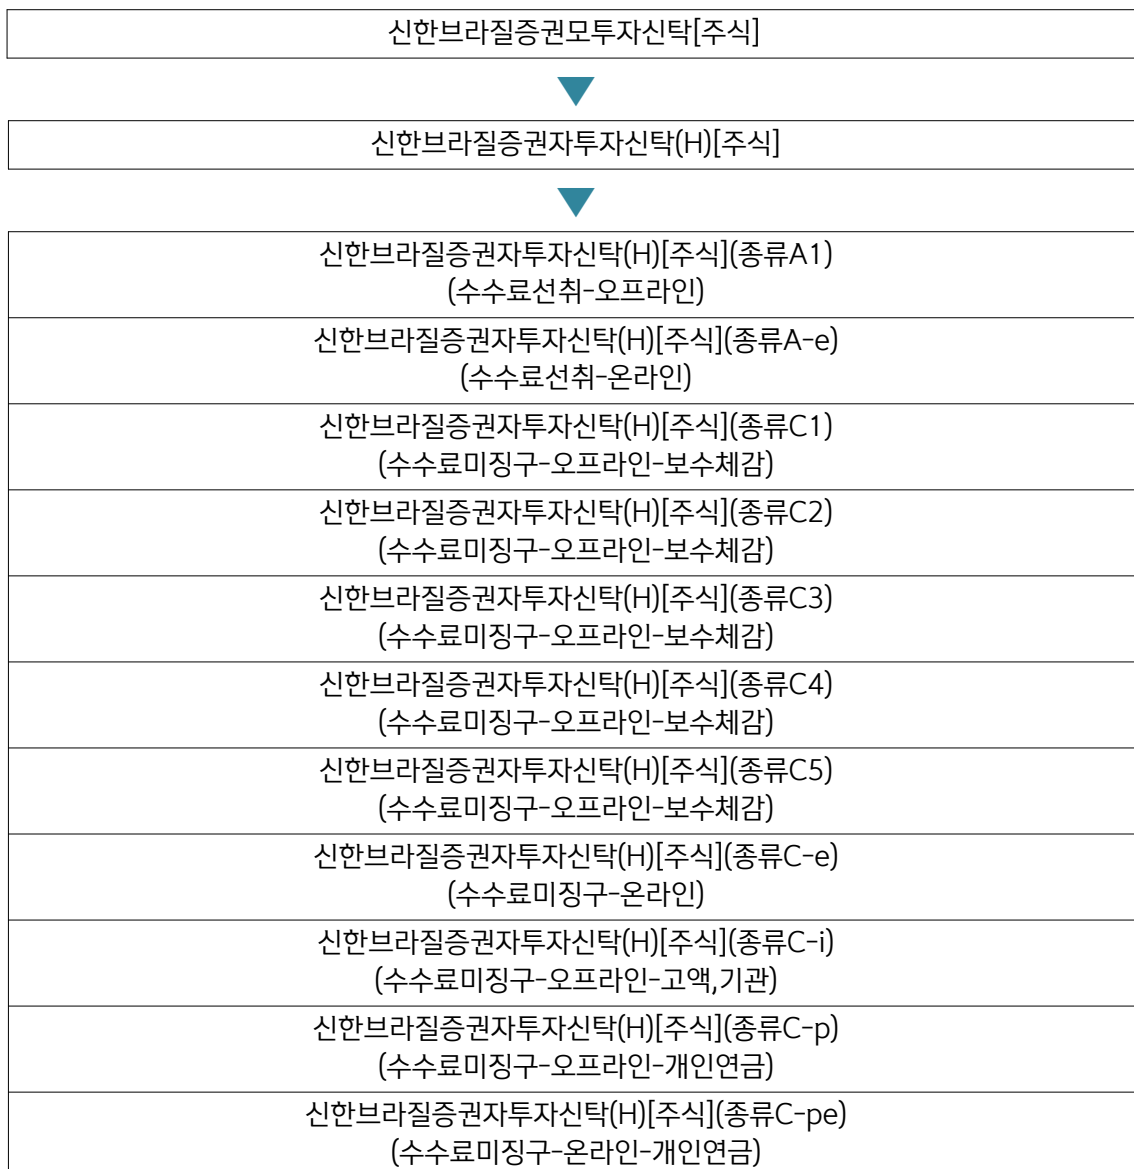 신한브라질증권모투자신탁[주식]
신한브라질증권자투자신탁(H)[주식]
신한브라질증권자투자신탁(H)[주식](종류A1)
(수수료선취-오프라인)
신한브라질증권자투자신탁(H)[주식](종류A-e)
(수수료선취-온라인)
신한브라질증권자투자신탁(H)[주식](종류C1)
(수수료미징구-오프라인-보수체감)
신한브라질증권자투자신탁(H)[주식](종류C2)
(수수료미징구-오프라인-보수체감)
신한브라질증권자투자신탁(H)[주식](종류C3)
(수수료미징구-오프라인-보수체감)
신한브라질증권자투자신탁(H)[주식](종류C4)
(수수료미징구-오프라인-보수체감)
신한브라질증권자투자신탁(H)[주식](종류C5)
(수수료미징구-오프라인-보수체감)
신한브라질증권자투자신탁(H)[주식](종류C-e)
(수수료미징구-온라인)
신한브라질증권자투자신탁(H)[주식](종류C-i)
(수수료미징구-오프라인-고액,기관)
신한브라질증권자투자신탁(H)[주식](종류C-p)
(수수료미징구-오프라인-개인연금)
신한브라질증권자투자신탁(H)[주식](종류C-pe)
(수수료미징구-온라인-개인연금)